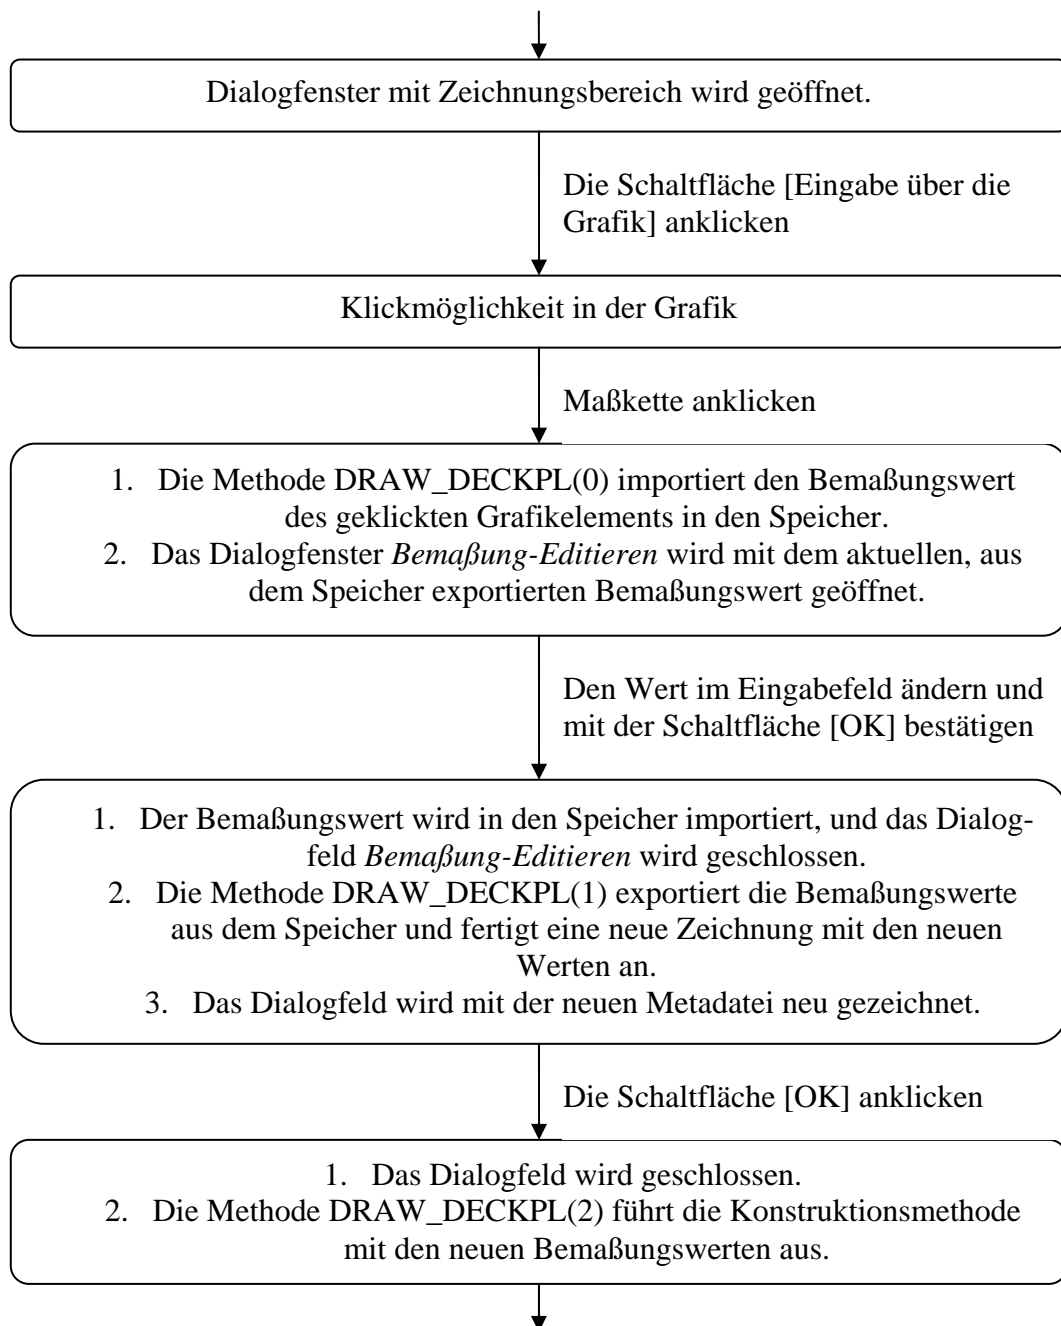 Dialogfenster mit Zeichnungsbereich wird geöffnet.
Die Schaltfläche [Eingabe über die
Grafik] anklicken
Klickmöglichkeit in der Grafik
Maßkette anklicken
1. Die Methode DRAW_DECKPL(0) importiert den Bemaßungswert
des geklickten Grafikelements in den Speicher.
2. Das Dialogfenster Bemaßung-Editieren wird mit dem aktuellen, aus
dem Speicher exportierten Bemaßungswert geöffnet.
Den Wert im Eingabefeld ändern und
mit der Schaltfläche [OK] bestätigen
1. Der Bemaßungswert wird in den Speicher importiert, und das Dialog-
feld Bemaßung-Editieren wird geschlossen.
2. Die Methode DRAW_DECKPL(1) exportiert die Bemaßungswerte
aus dem Speicher und fertigt eine neue Zeichnung mit den neuen
Werten an.
3. Das Dialogfeld wird mit der neuen Metadatei neu gezeichnet.
Die Schaltfläche [OK] anklicken
1. Das Dialogfeld wird geschlossen.
2. Die Methode DRAW_DECKPL(2) führt die Konstruktionsmethode
mit den neuen Bemaßungswerten aus.